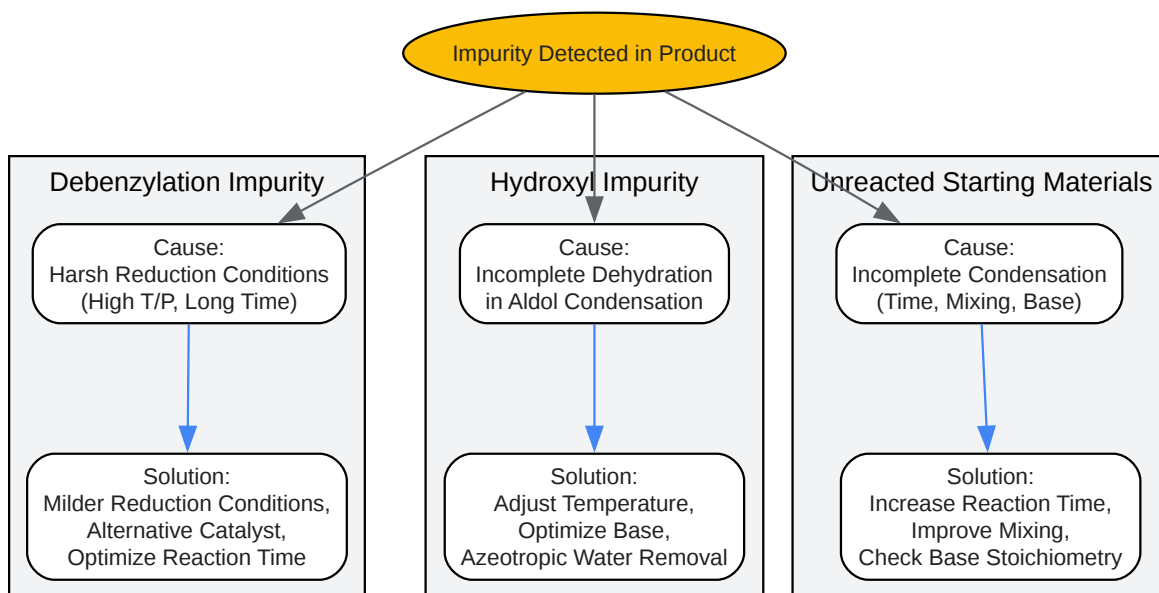 Impurity Detected in Product
Debenzylation Impurity
Cause:
Harsh Reduction Conditions
(High T/P, Long Time)
Solution:
Milder Reduction Conditions,
Alternative Catalyst,
Optimize Reaction Time
Hydroxyl Impurity
Cause:
Incomplete Dehydration
in Aldol Condensation
Solution:
Adjust Temperature,
Optimize Base,
Azeotropic Water Removal
Unreacted Starting Materials
Cause:
Incomplete Condensation
(Time, Mixing, Base)
Solution:
Increase Reaction Time,
Improve Mixing,
Check Base Stoichiometry